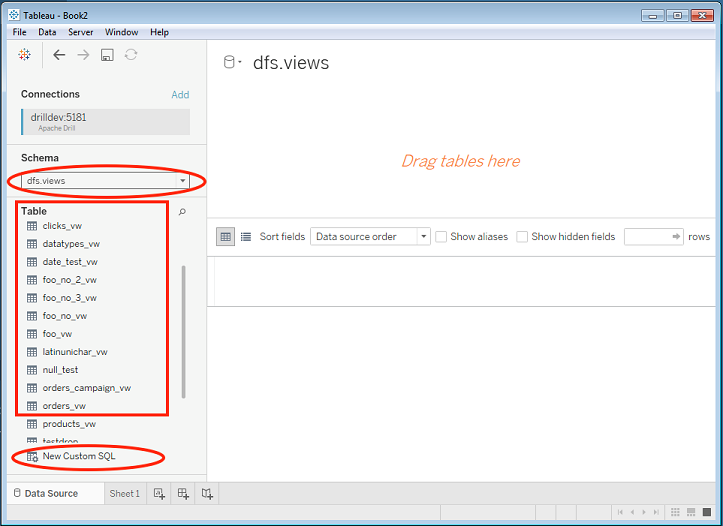 Tableau - Book2
File Data Server Window Help
Connections Add
drilldev:5181
Apache Drill
Schema
dfs.views
Table
clicks_vw
datatypes_vw
date_test_vw
foo_no_2_vw
foo_no_3_vw
foo_no_vw
foo_vw
latinunichar_vw
null_test
orders_campaign_vw
orders_vw
products_vw
testdrop
New Custom SQL
dfs.views
Drag tables here
Sort fields Data source order Show aliases Show hidden fields rows
Data Source Sheet 1